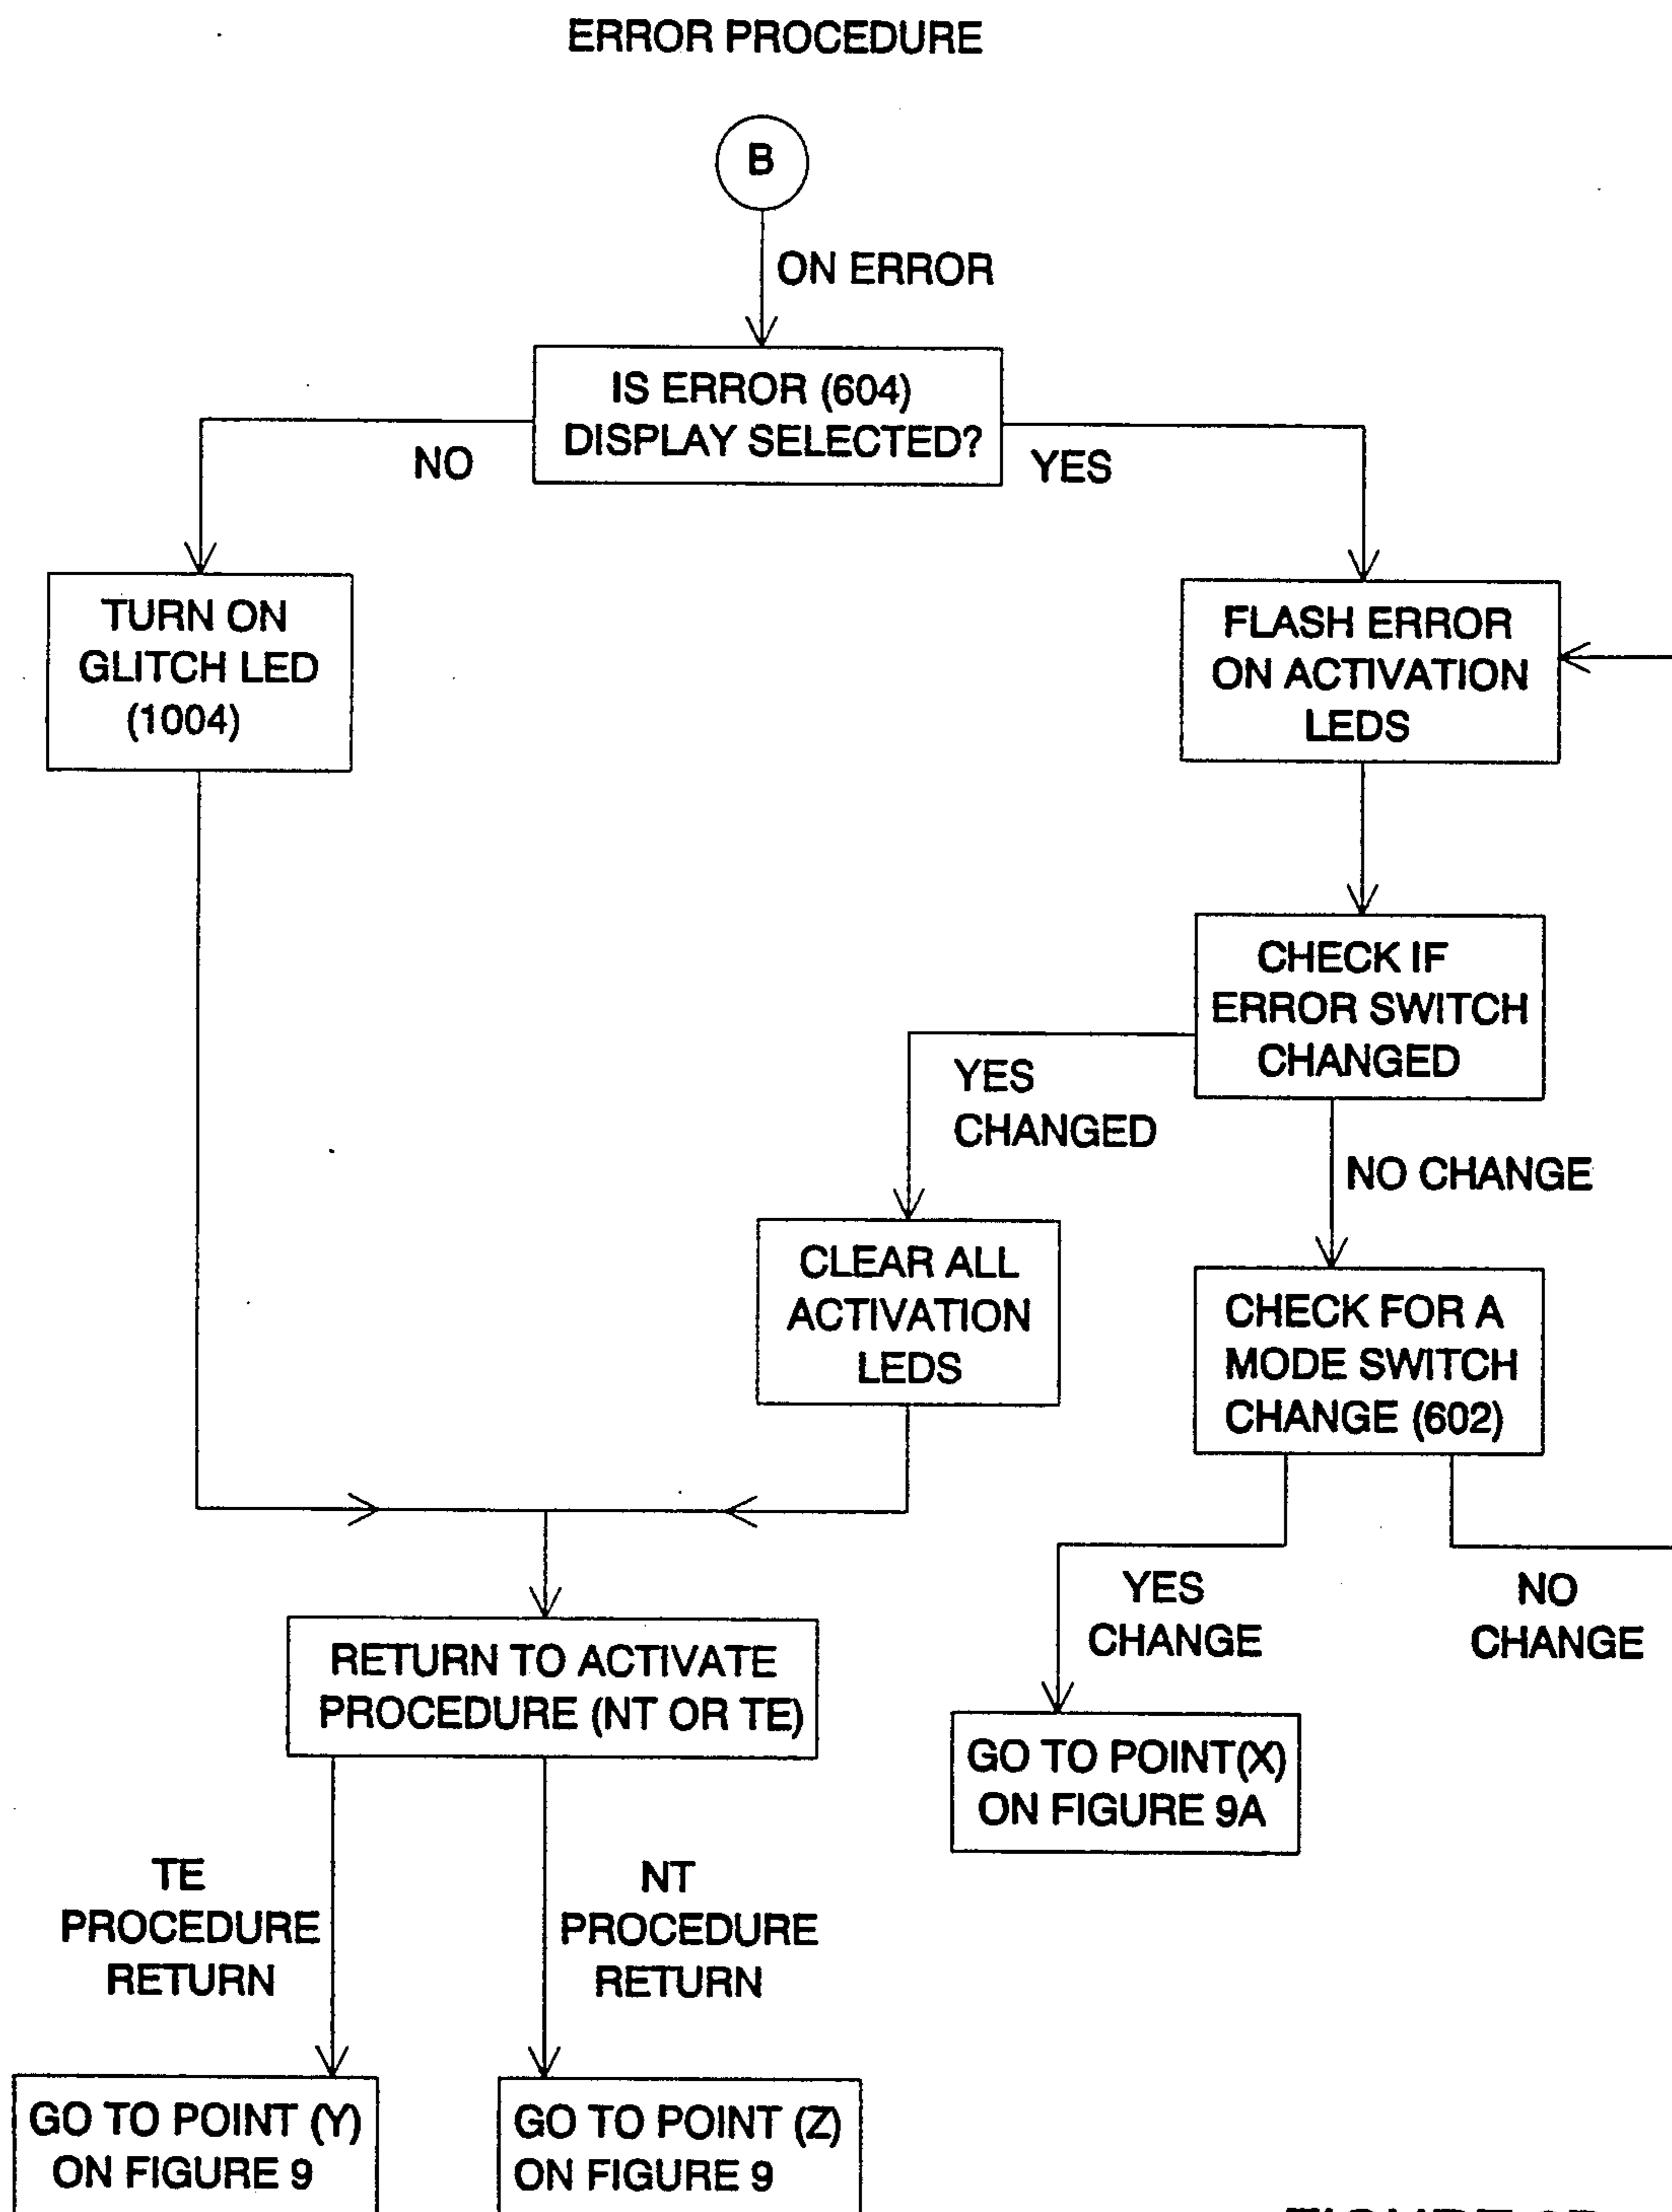 ERROR PROCEDURE
B
ON ERROR
IS ERROR (604)
DISPLAY SELECTED?
NO
YES
TURN ON
GLITCH LED
(1004)
FLASH ERROR
ON ACTIVATION
LEDS
CHECK IF
ERROR SWITCH
CHANGED
YES
CHANGED
NO CHANGE
CLEAR ALL
ACTIVATION
LEDS
CHECK FOR A
MODE SWITCH
CHANGE (602)
YES
CHANGE
NO
CHANGE
RETURN TO ACTIVATE
PROCEDURE (NT OR TE)
GO TO POINT(X)
ON FIGURE 9A
TE
PROCEDURE
RETURN
NT
PROCEDURE
RETURN
GO TO POINT (Y)
ON FIGURE 9
GO TO POINT (Z)
ON FIGURE 9